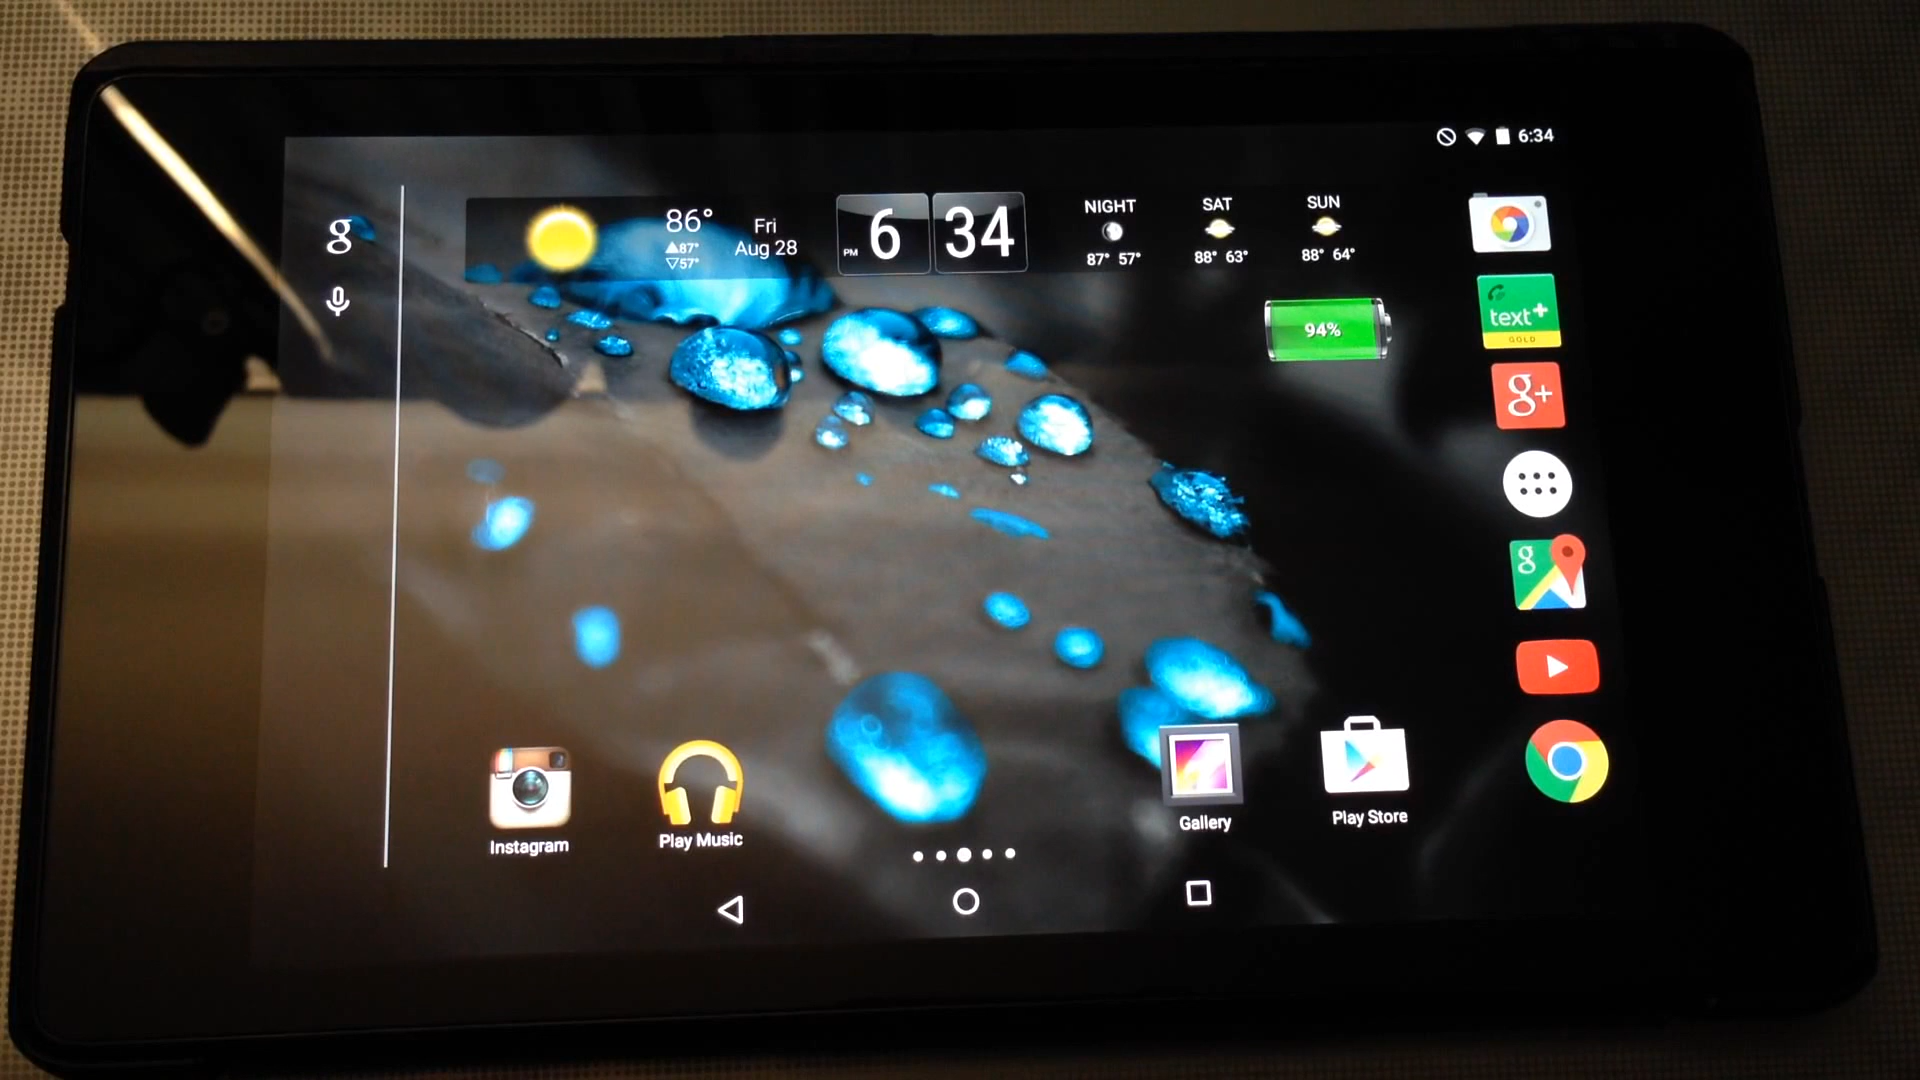 6:34
g
86°
▲87°
▽57°
Fri
Aug 28
PM 6 34
NIGHT
87° 57°
SAT
88° 63°
SUN
88° 64°
94%
text+
GOLD
g+
g
Instagram
Play Music
Gallery
Play Store